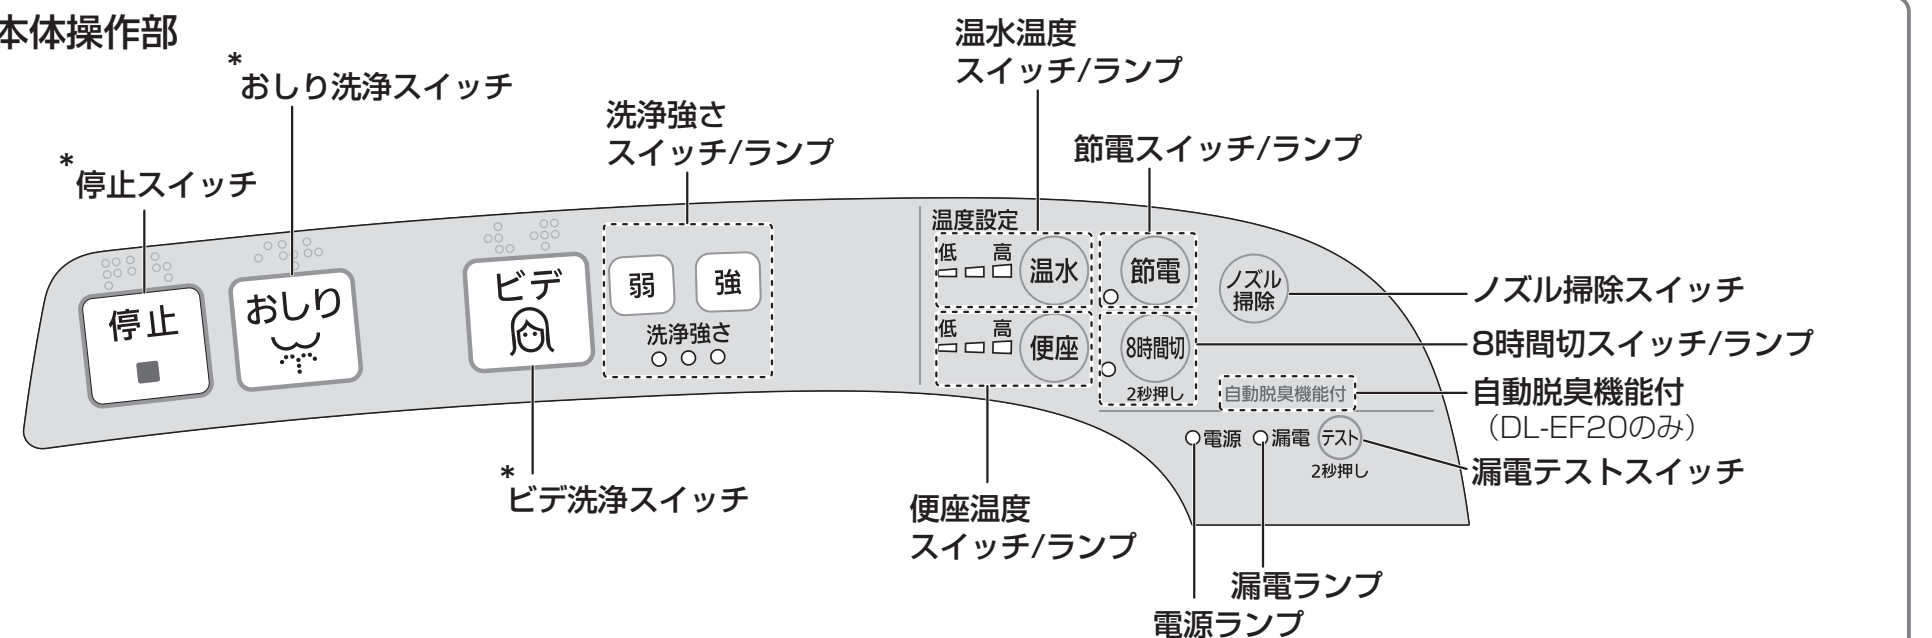 本体操作部
*
おしり洗浄スイッチ
*
停止スイッチ
洗浄強さ
スイッチ/ランプ
温水温度
スイッチ/ランプ
節電スイッチ/ランプ
停止
おしり
ビデ
弱
強
洗浄強さ
温度設定
低
高
温水
低
高
便座
節電
8時間切
2秒押し
ノズル
掃除
自動脱臭機能付
電源
漏電
テスト
2秒押し
ノズル掃除スイッチ
8時間切スイッチ/ランプ
自動脱臭機能付
(DL-EF20のみ)
漏電テストスイッチ
*
ビデ洗浄スイッチ
便座温度
スイッチ/ランプ
漏電ランプ
電源ランプ